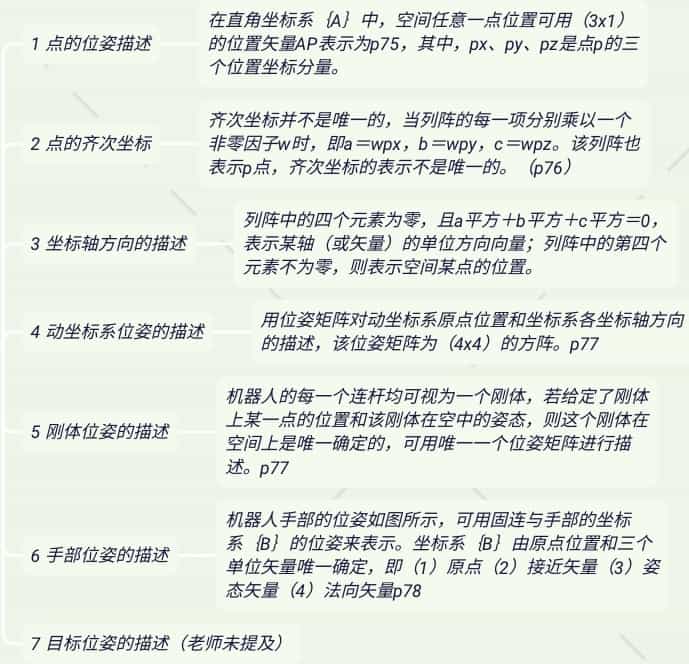 1 点的位姿描述
在直角坐标系｛A｝中，空间任意一点位置可用（3x1）
的位置矢量AP表示为p75，其中，px、py、pz是点p的三
个位置坐标分量。
2 点的齐次坐标
齐次坐标并不是唯一的，当列阵的每一项分别乘以一个
非零因子w时，即a＝wpx，b＝wpy，c＝wpz。该列阵也
表示p点，齐次坐标的表示不是唯一的。（p76）
3 坐标轴方向的描述
列阵中的四个元素为零，且a平方＋b平方＋c平方＝0，
表示某轴（或矢量）的单位方向向量；列阵中的第四个
元素不为零，则表示空间某点的位置。
4 动坐标系位姿的描述
用位姿矩阵对动坐标系原点位置和坐标系各坐标轴方向
的描述，该位姿矩阵为（4x4）的方阵。p77
5 刚体位姿的描述
机器人的每一个连杆均可视为一个刚体，若给定了刚体
上某一点的位置和该刚体在空中的姿态，则这个刚体在
空间上是唯一确定的，可用唯一一个位姿矩阵进行描
述。p77
6 手部位姿的描述
机器人手部的位姿如图所示，可用固连与手部的坐标
系｛B｝的位姿来表示。坐标系｛B｝由原点位置和三个
单位矢量唯一确定，即（1）原点（2）接近矢量（3）姿
态矢量（4）法向矢量p78
7 目标位姿的描述（老师未提及）